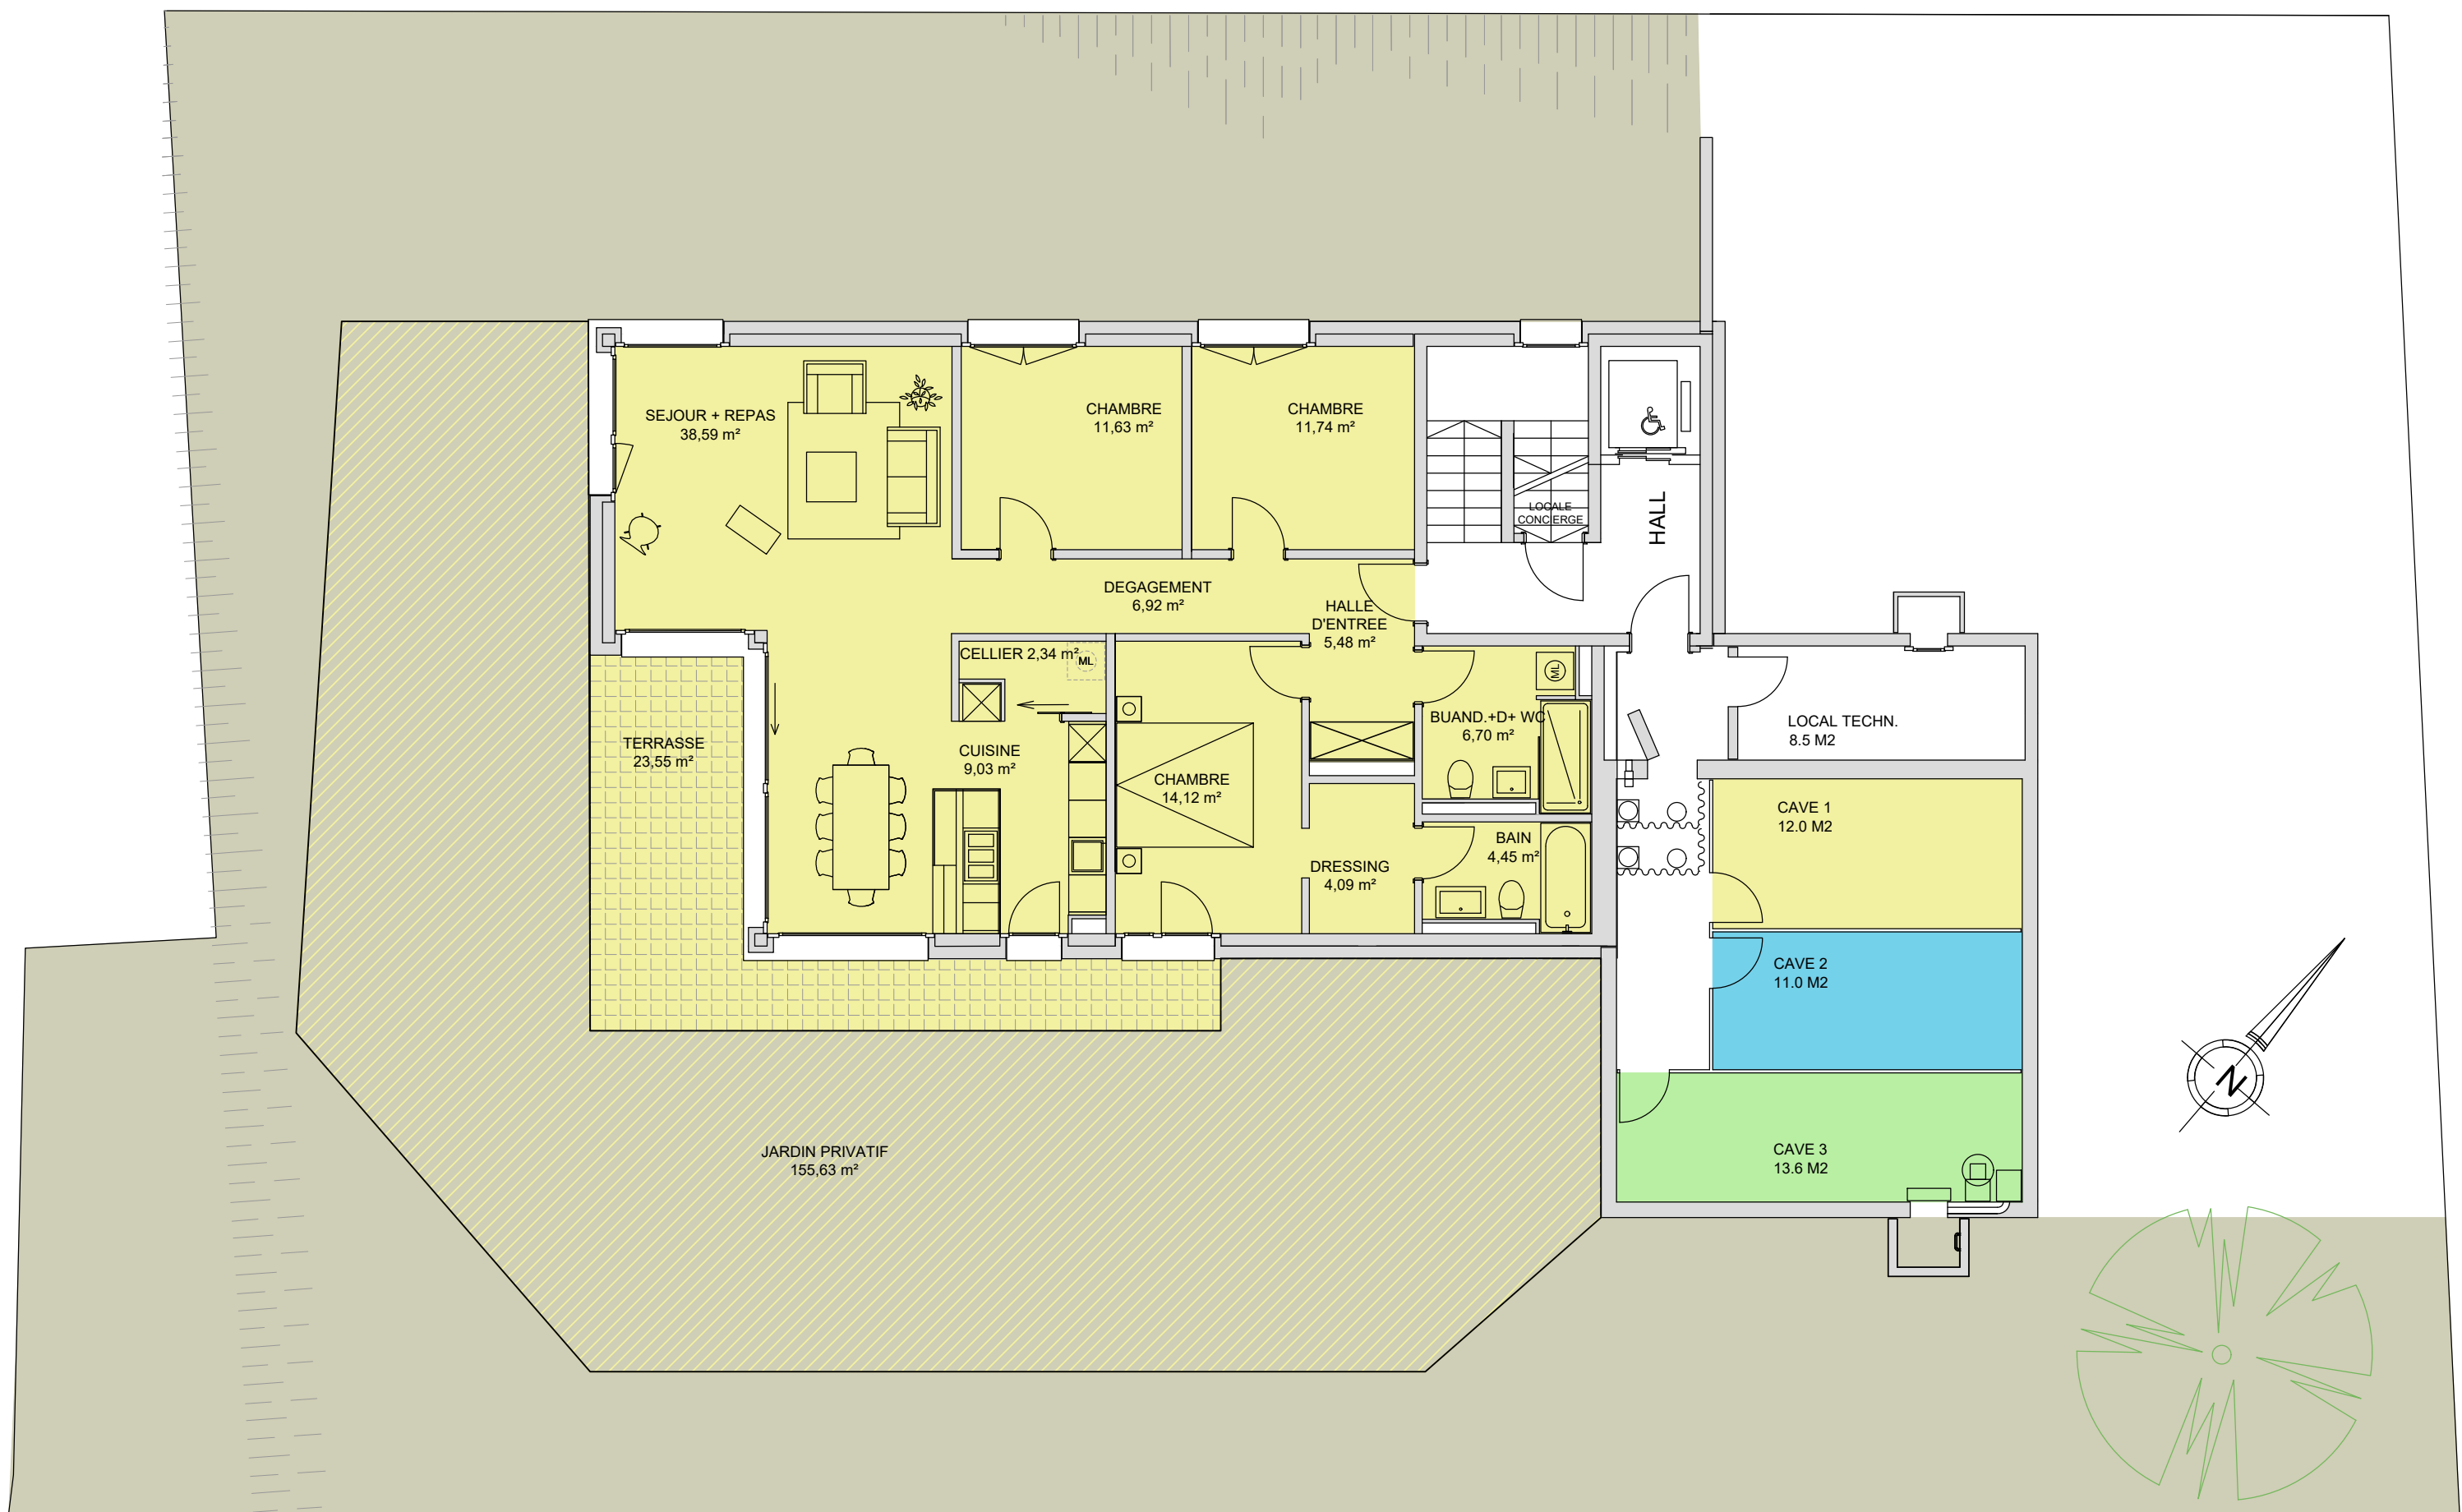 SEJOUR + REPAS
38,59 m²
CHAMBRE
11,63 m²
CHAMBRE
11,74 m²
LOCALE
CONCIERGE
HALL
DEGAGEMENT
6,92 m²
HALLE
D'ENTREE
5,48 m²
CELLIER 2,34 m²
ML
ML
TERRASSE
23,55 m²
CUISINE
9,03 m²
CHAMBRE
14,12 m²
BUAND.+D+ WC
6,70 m²
LOCAL TECHN.
8.5 M2
DRESSING
4,09 m²
BAIN
4,45 m²
CAVE 1
12.0 M2
CAVE 2
11.0 M2
CAVE 3
13.6 M2
N
JARDIN PRIVATIF
155,63 m²